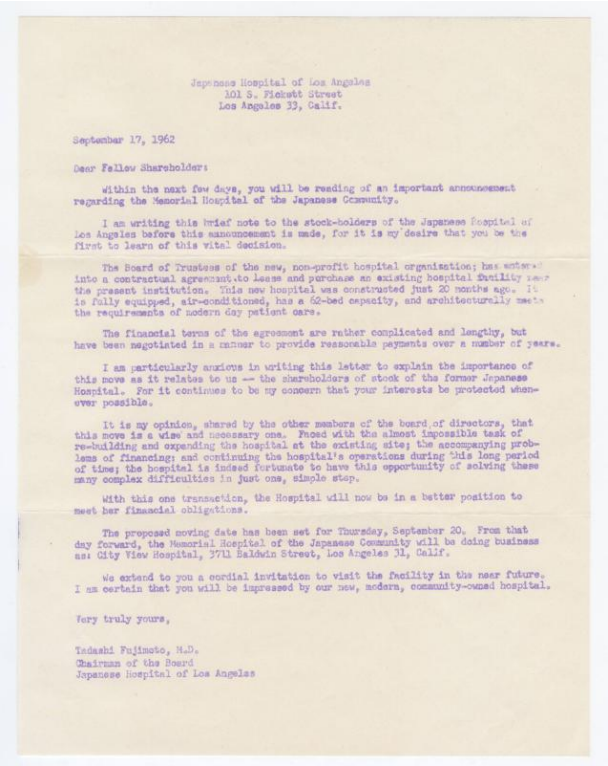 Japanese Hospital of Los Angeles
101 S. Fickett Street
Los Angeles 33, Calif.
September 17, 1962
Dear Fellow Shareholder:
Within the next few days, you will be reading of an important announcement
regarding the Memorial Hospital of the Japanese Community.
I am writing this brief note to the stock-holders of the Japanese Hospital of
Los Angeles before this announcement is made, for it is my desire that you be the
first to learn of this vital decision.
The Board of Trustees of the new, non-profit hospital organization; has entered
into a contractual agreement to lease and purchase an existing hospital facility near
the present institution. This new hospital was constructed just 20 months ago. It
is fully equipped, air-conditioned, has a 62-bed capacity, and architecturally meets
the requirements of modern day patient care.
The financial terms of the agreement are rather complicated and lengthy, but
have been negotiated in a manner to provide reasonable payments over a number of years.
I am particularly anxious in writing this letter to explain the importance of
this move as it relates to us -- the shareholders of stock of the former Japanese
Hospital. For it continues to be my concern that your interests be protected when-
ever possible.
It is my opinion, shared by the other members of the board of directors, that
this move is a wise and necessary one. Faced with the almost impossible task of
re-building and expanding the hospital at the existing site; the accompanying prob-
lems of financing; and continuing the hospital's operations during this long period
of time; the hospital is indeed fortunate to have this opportunity of solving these
many complex difficulties in just one, simple step.
With this one transaction, the Hospital will now be in a better position to
meet her financial obligations.
The proposed moving date has been set for Thursday, September 20. From that
day forward, the Memorial Hospital of the Japanese Community will be doing business
as: City View Hospital, 3711 Baldwin Street, Los Angeles 31, Calif.
We extend to you a cordial invitation to visit the facility in the near future.
I am certain that you will be impressed by our new, modern, community-owned hospital.
Very truly yours,
Tadashi Fujimoto, M.D.
Chairman of the Board
Japanese Hospital of Los Angeles